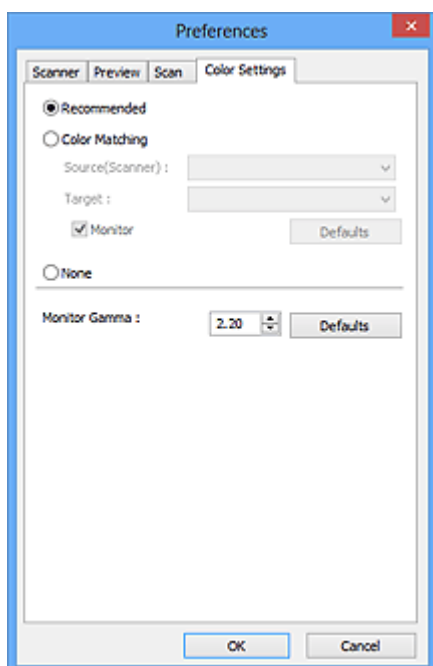 Preferences
Scanner Preview Scan Color Settings
Recommended
Color Matching
Source(Scanner) :
Target :
Monitor Defaults
None
Monitor Gamma : 2.20 Defaults
OK Cancel